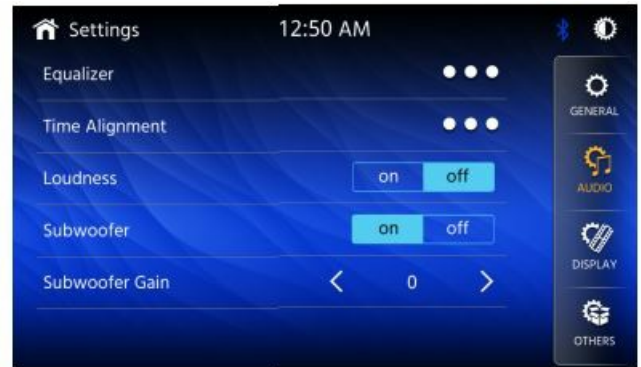 Settings 12:50 AM
Equalizer
Time Alignment
Loudness on off
Subwoofer on off
Subwoofer Gain 0
GENERAL
AUDIO
DISPLAY
OTHERS